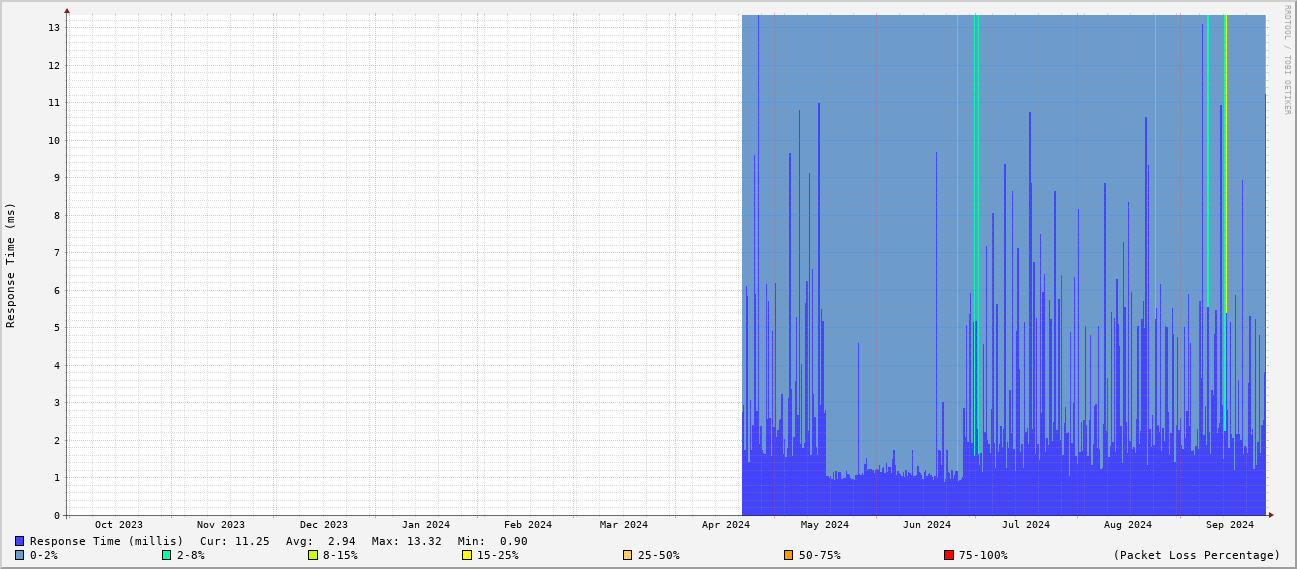 RRDTOOL / TOBI OETIKER
Response Time (ms)
13
12
11
10
9
8
7
6
5
4
3
2
1
0
Oct 2023 Nov 2023 Dec 2023 Jan 2024 Feb 2024 Mar 2024 Apr 2024 May 2024 Jun 2024 Jul 2024 Aug 2024 Sep 2024
Response Time (millis) Cur: 11.25 Avg: 2.94 Max: 13.32 Min: 0.90
0-2% 2-8% 8-15% 15-25% 25-50% 50-75% 75-100% (Packet Loss Percentage)